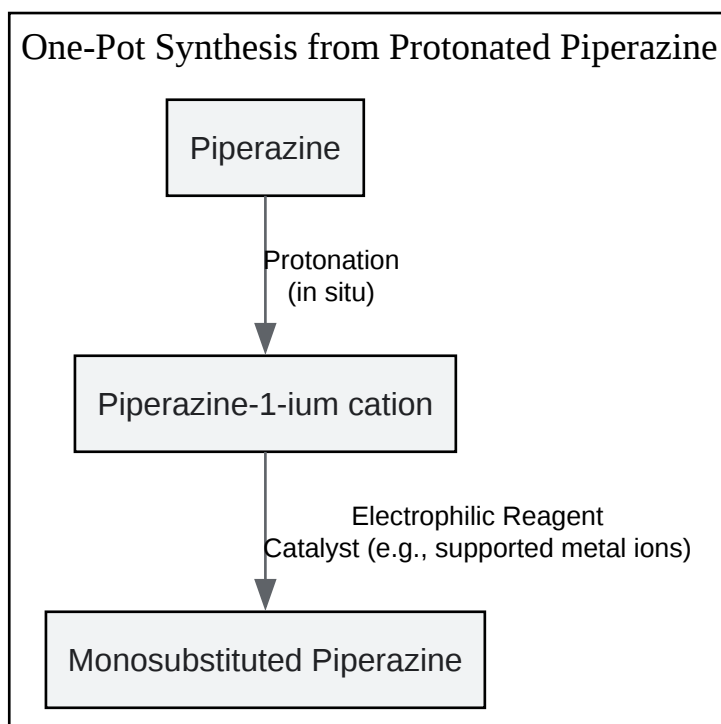 One-Pot Synthesis from Protonated Piperazine
Piperazine
Protonation
(in situ)
Piperazine-1-ium cation
Electrophilic Reagent
Catalyst (e.g., supported metal ions)
Monosubstituted Piperazine